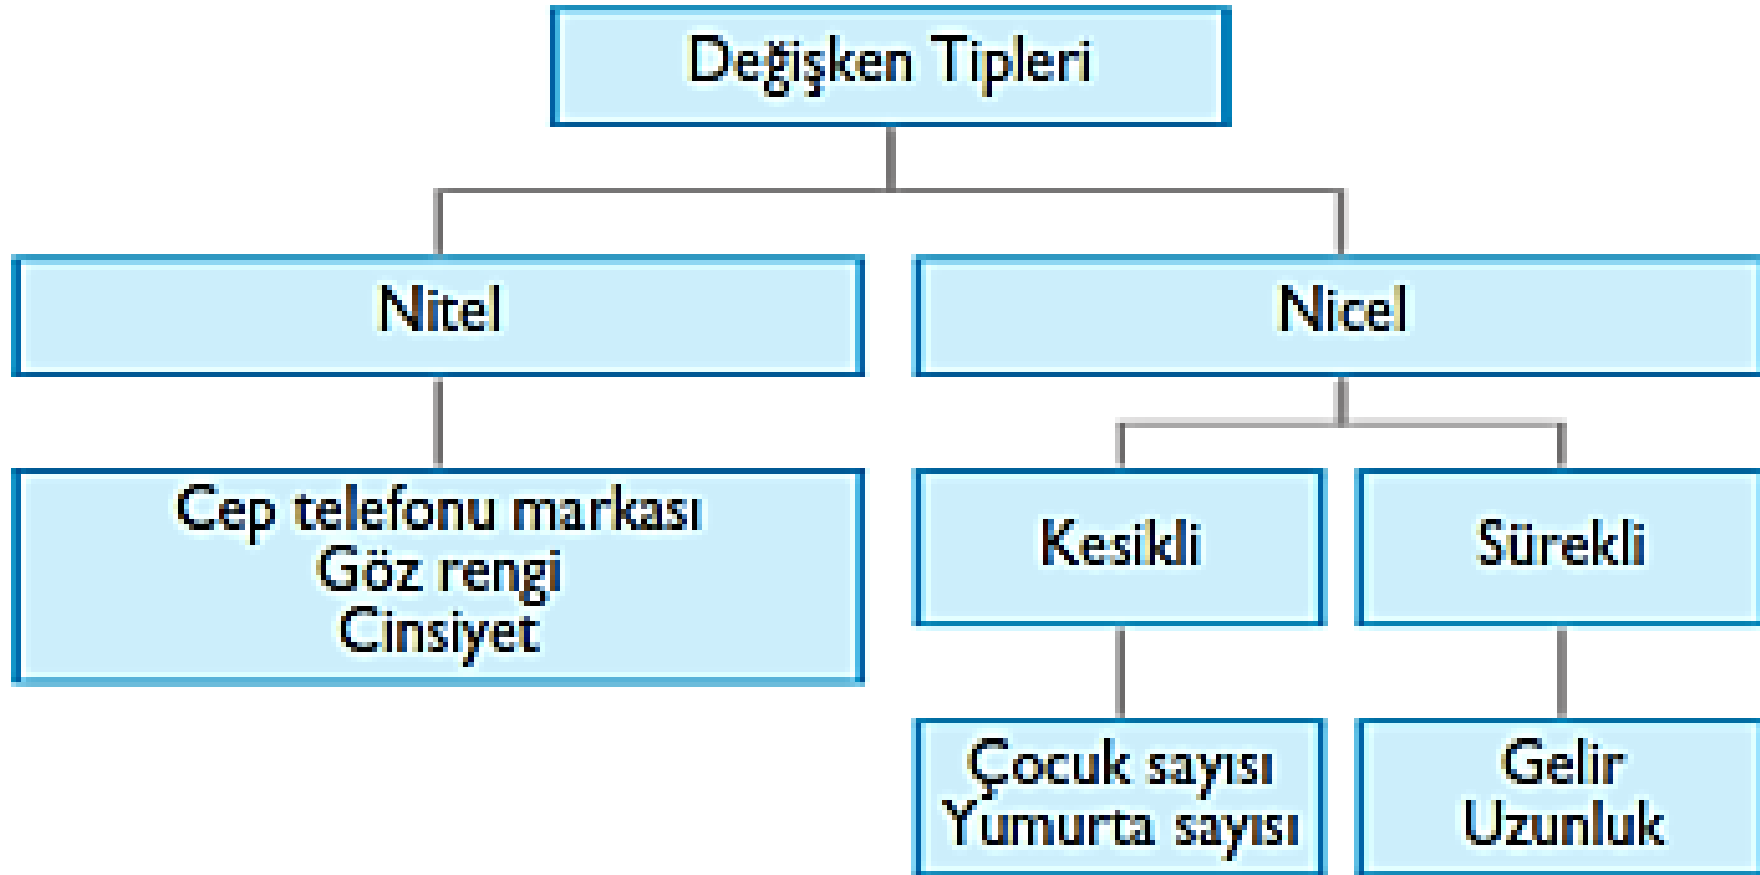 Değişken Tipleri
Nitel
Nicel
Cep telefonu markası
Göz rengi
Cinsiyet
Kesikli
Sürekli
Çocuk sayısı
Yumurta sayısı
Gelir
Uzunluk